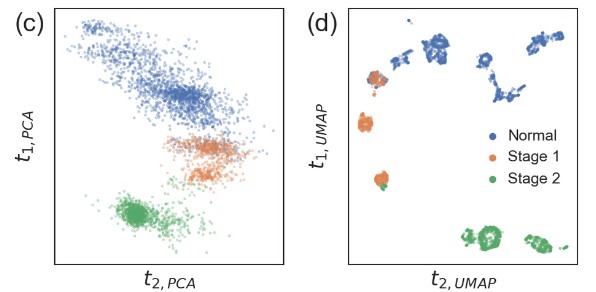 (c)
t1,PCA
t2,PCA
(d)
t1,UMAP
Normal
Stage 1
Stage 2
t2,UMAP